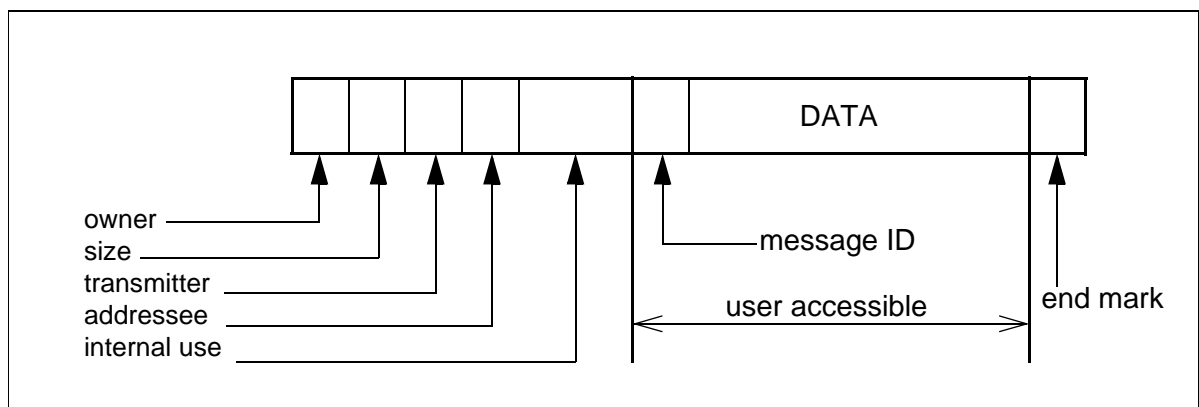 DATA
owner
size
transmitter
addressee
internal use
message ID
user accessible
end mark